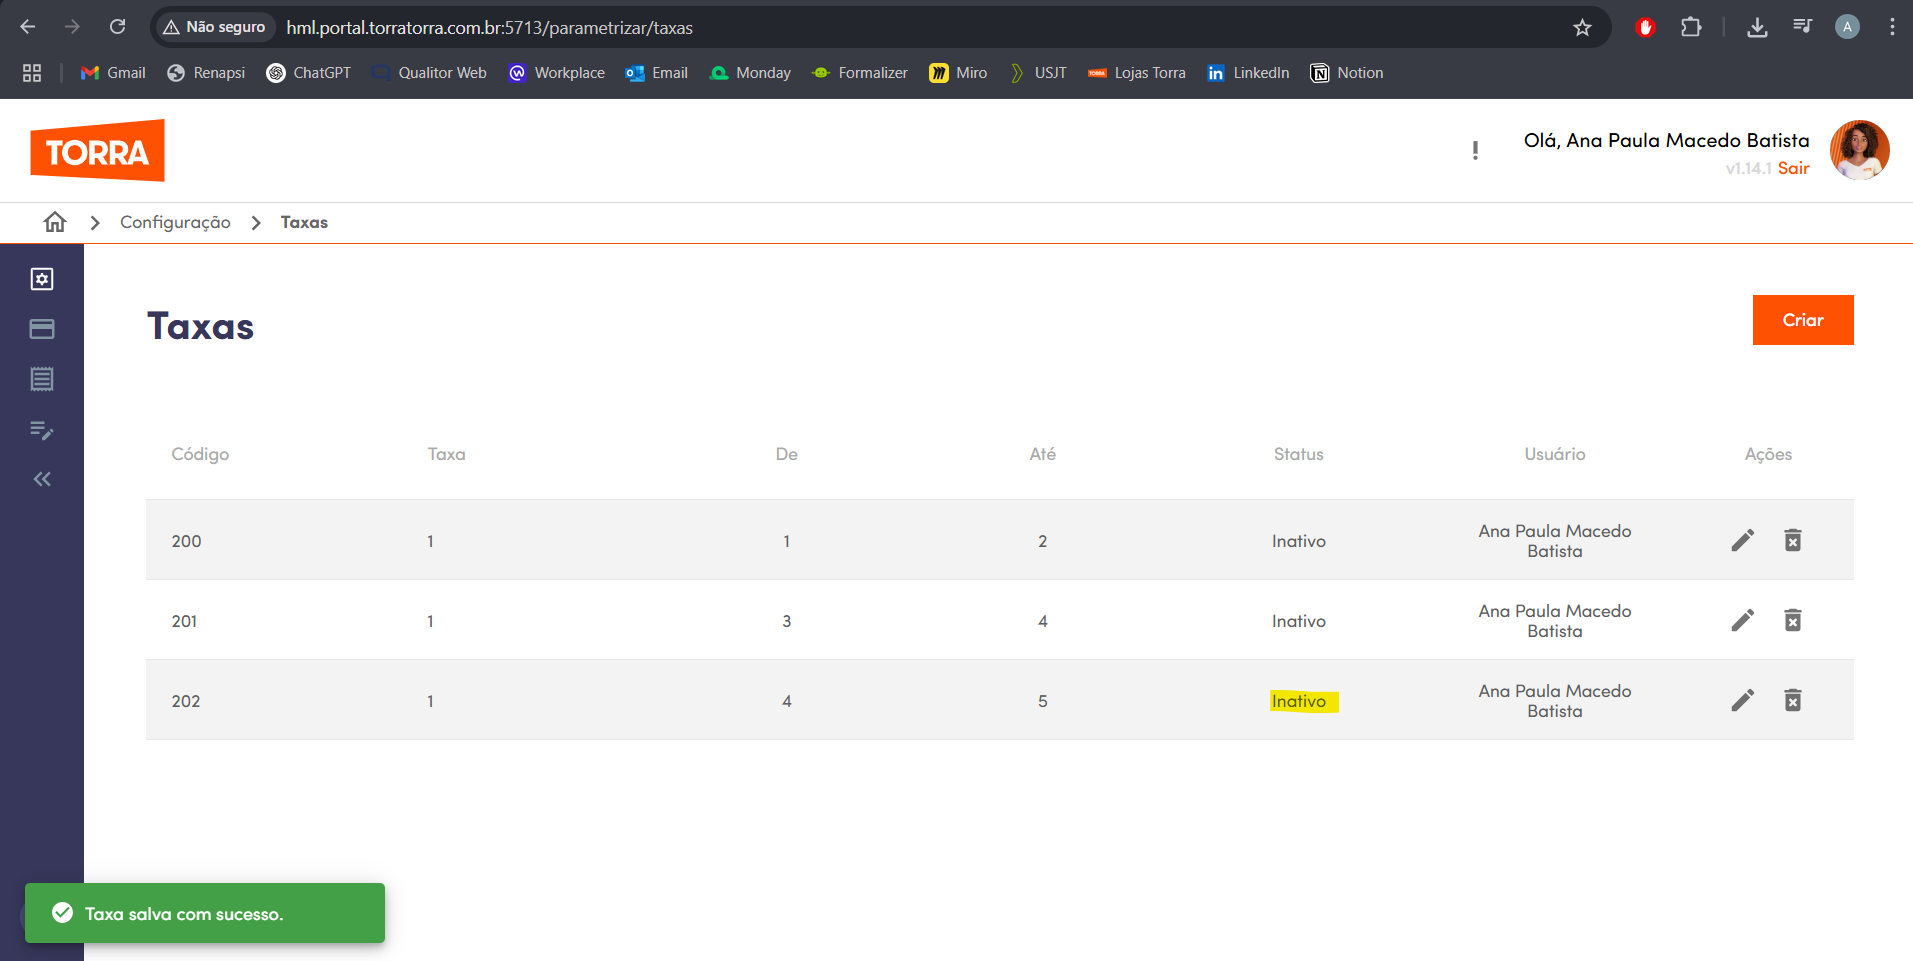 Não seguro
hml.portal.torratorra.com.br:5713/parametrizar/taxas
A
Gmail Renapsi ChatGPT Qualitor Web Workplace Email Monday Formalizer Miro USJT Lojas Torra LinkedIn Notion
TORRA
Olá, Ana Paula Macedo Batista
v1.14.1 Sair
Configuração Taxas
Taxas
Criar
Código Taxa De Até Status Usuário Ações
200 1 1 2 Inativo Ana Paula Macedo
Batista
201 1 3 4 Inativo Ana Paula Macedo
Batista
202 1 4 5 Inativo Ana Paula Macedo
Batista
Taxa salva com sucesso.